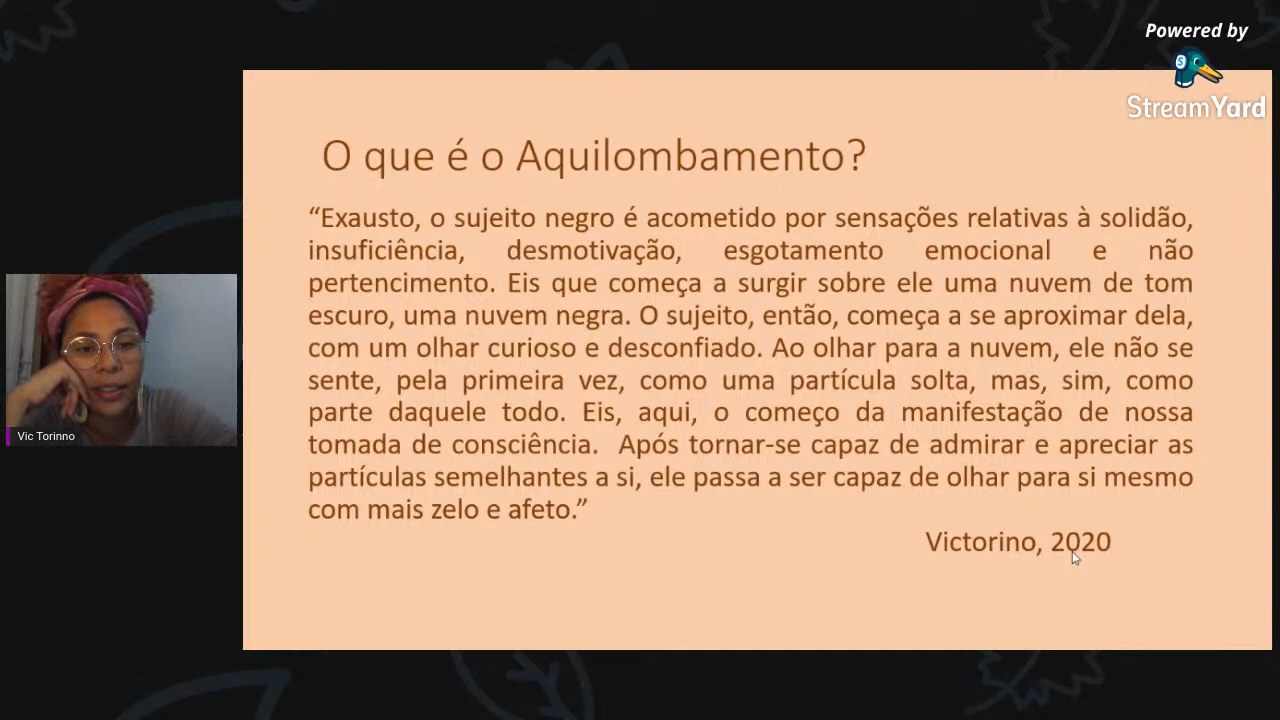 Powered by
StreamYard
O que é o Aquilombamento?
“Exausto, o sujeito negro é acometido por sensações relativas à solidão,
insuficiência, desmotivação, esgotamento emocional e não
pertencimento. Eis que começa a surgir sobre ele uma nuvem de tom
escuro, uma nuvem negra. O sujeito, então, começa a se aproximar dela,
com um olhar curioso e desconfiado. Ao olhar para a nuvem, ele não se
sente, pela primeira vez, como uma partícula solta, mas, sim, como
parte daquele todo. Eis, aqui, o começo da manifestação de nossa
tomada de consciência.  Após tornar-se capaz de admirar e apreciar as
partículas semelhantes a si, ele passa a ser capaz de olhar para si mesmo
com mais zelo e afeto.”
Victorino, 2020
Vic Torinno